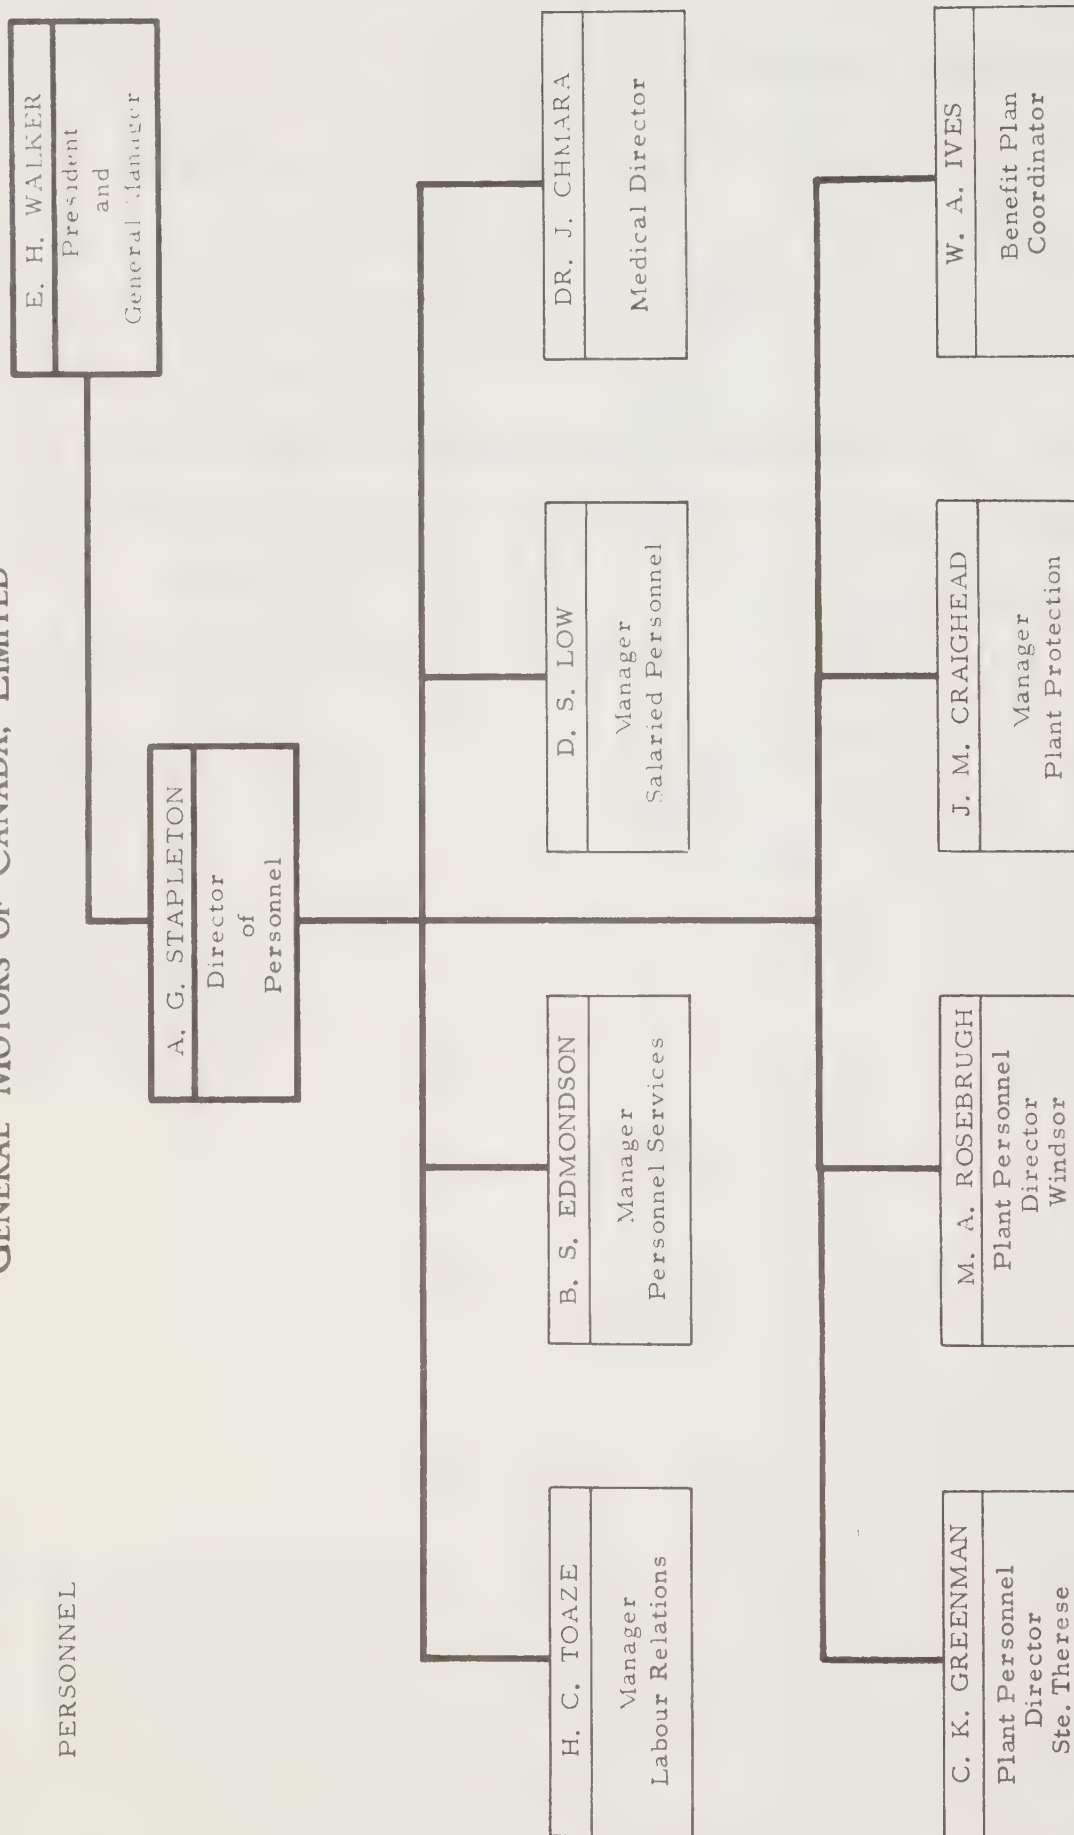 GENERAL MOTORS OF CANADA, LIMITED
PERSONNEL
E. H. WALKER
President
and
General Manager
A. G. STAPLETON
Director
of
Personnel
H. C. TOAZE
Manager
Labour Relations
B. S. EDMONDSON
Manager
Personnel Services
D. S. LOW
Manager
Salaried Personnel
DR. J. CHMARA
Medical Director
C. K. GREENMAN
Plant Personnel
Director
Ste. Therese
M. A. ROSEBRUGH
Plant Personnel
Director
Windsor
J. M. CRAIGHEAD
Manager
Plant Protection
W. A. IVES
Benefit Plan
Coordinator